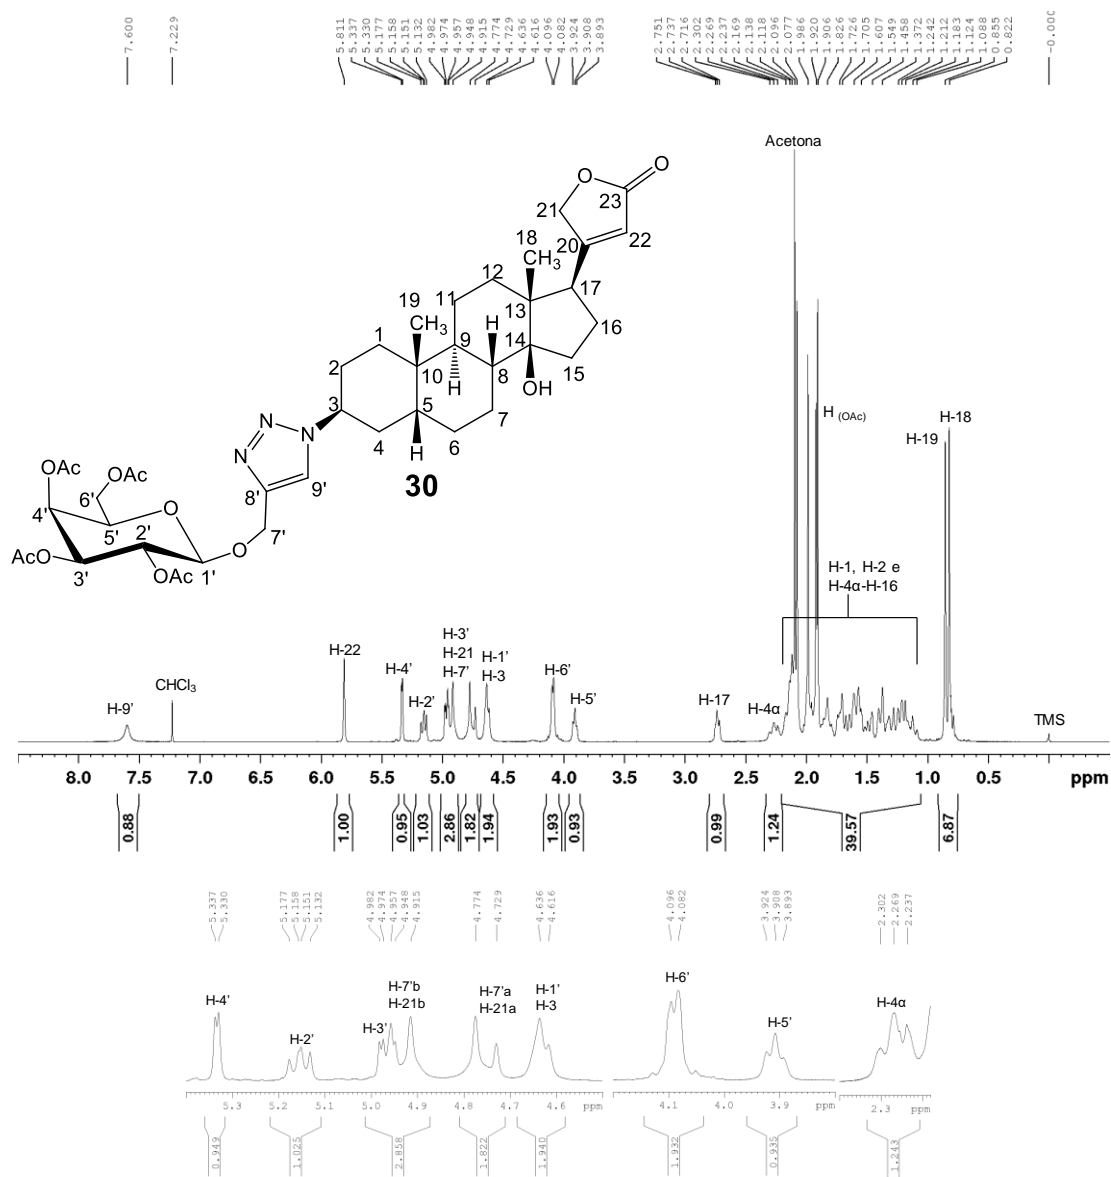 7.600
7.229
5.811
5.337
5.330
5.177
5.158
5.151
5.132
4.982
4.974
4.957
4.948
4.915
4.774
4.729
4.636
4.616
4.096
4.082
3.924
3.908
3.893
2.751
2.737
2.716
2.302
2.269
2.237
2.169
2.138
2.118
2.096
2.077
1.986
1.920
1.906
1.826
1.726
1.705
1.607
1.549
1.458
1.372
1.242
1.212
1.183
1.124
1.088
0.855
0.822
-0.000
Acetona
O
O
23
21
22
20
18
CH3
12
17
11
13
19
CH3
H
16
1
14
9
2
10
8
15
H
OH
3
5
7
N
N
4
6
H
N
30
8'
9'
OAc
OAc
6'
4'
O
5'
2'
7'
AcO
O
3'
OAc
1'
H (OAc)
H-19
H-18
H-1, H-2 e
H-4α-H-16
H-9'
CHCl3
H-22
H-4'
H-2'
H-3'
H-21
H-7'
H-1'
H-3
H-6'
H-5'
H-17
H-4α
TMS
8.0 7.5 7.0 6.5 6.0 5.5 5.0 4.5 4.0 3.5 3.0 2.5 2.0 1.5 1.0 0.5 ppm
0.88
1.00
0.95
1.03
2.86
1.82
1.94
1.93
0.93
0.99
1.24
39.57
6.87
5.337
5.330
5.177
5.158
5.151
5.132
4.982
4.974
4.957
4.948
4.915
4.774
4.729
4.636
4.616
4.096
4.082
3.924
3.908
3.893
2.302
2.269
2.237
H-4'
H-2'
H-3'
H-7'b
H-21b
H-7'a
H-21a
H-1'
H-3
H-6'
H-5'
H-4α
5.3 5.2 5.1 5.0 4.9 4.8 4.7 4.6 ppm
4.1 4.0 3.9 ppm
2.3 ppm
0.949
1.025
2.858
1.822
1.940
1.932
0.935
1.243